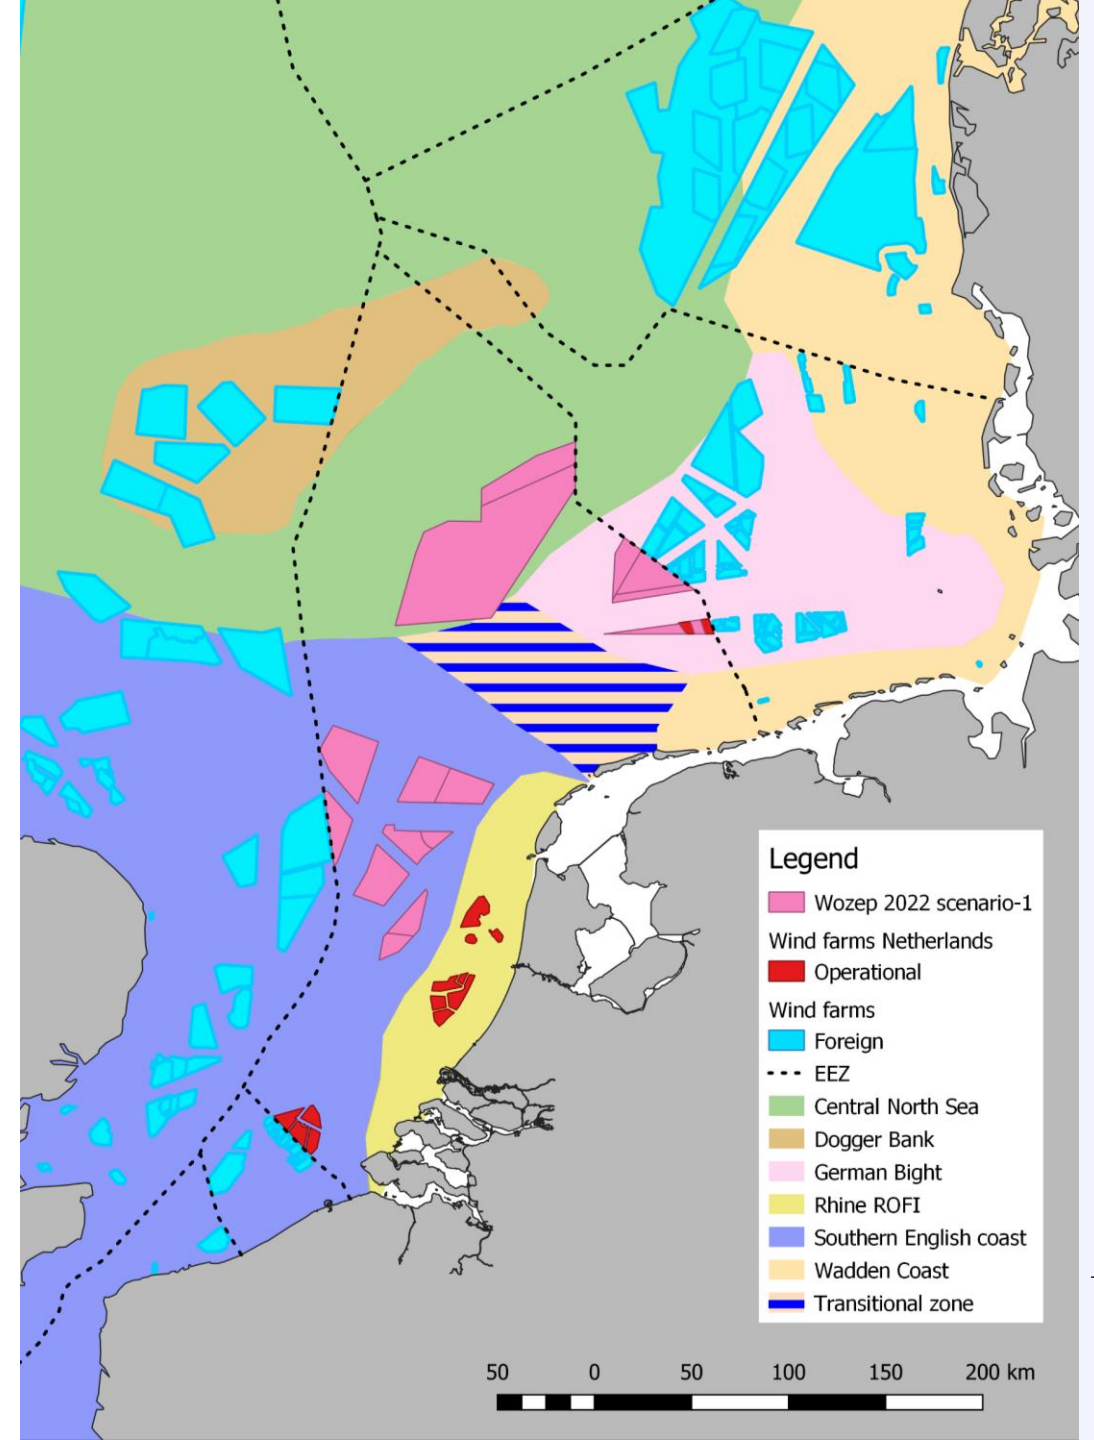 Legend
Wozep 2022 scenario-1
Wind farms Netherlands
Operational
Wind farms
Foreign
EEZ
Central North Sea
Dogger Bank
German Bight
Rhine ROFI
Southern English coast
Wadden Coast
Transitional zone
50 0 50 100 150 200 km